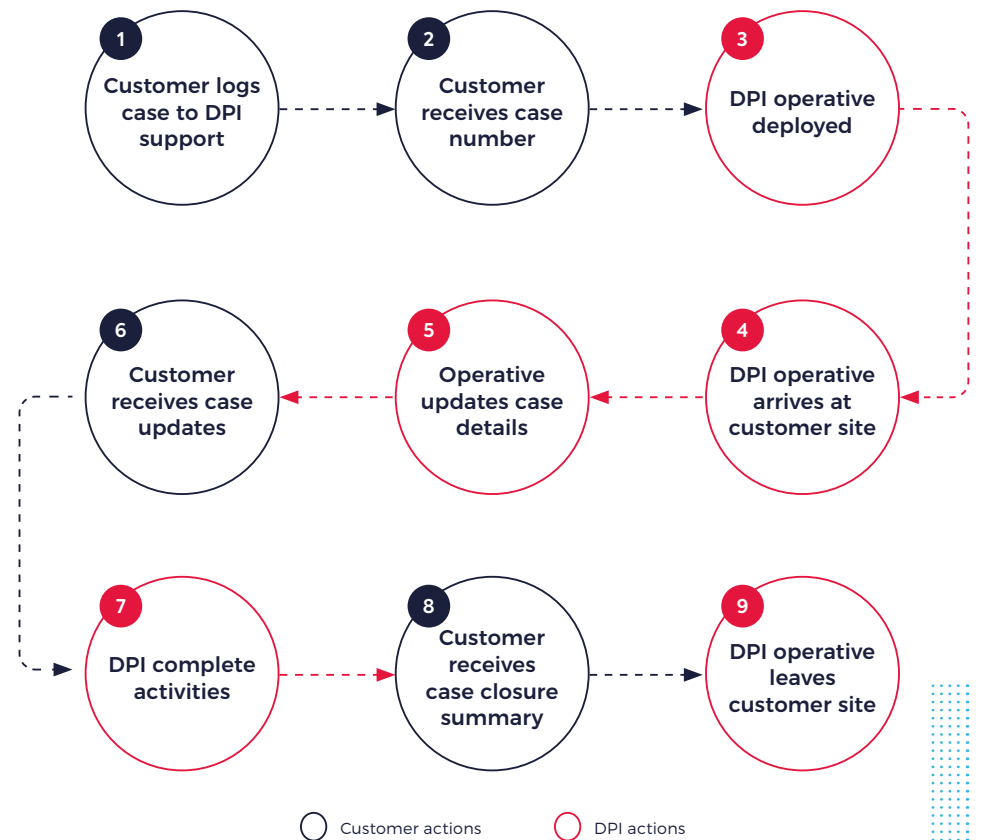 1
Customer logs
case to DPI
support
2
Customer
receives case
number
3
DPI operative
deployed
6
Customer
receives case
updates
5
Operative
updates case
details
4
DPI operative
arrives at
customer site
7
DPI complete
activities
8
Customer
receives
case closure
summary
9
DPI operative
leaves
customer site
Customer actions
DPI actions